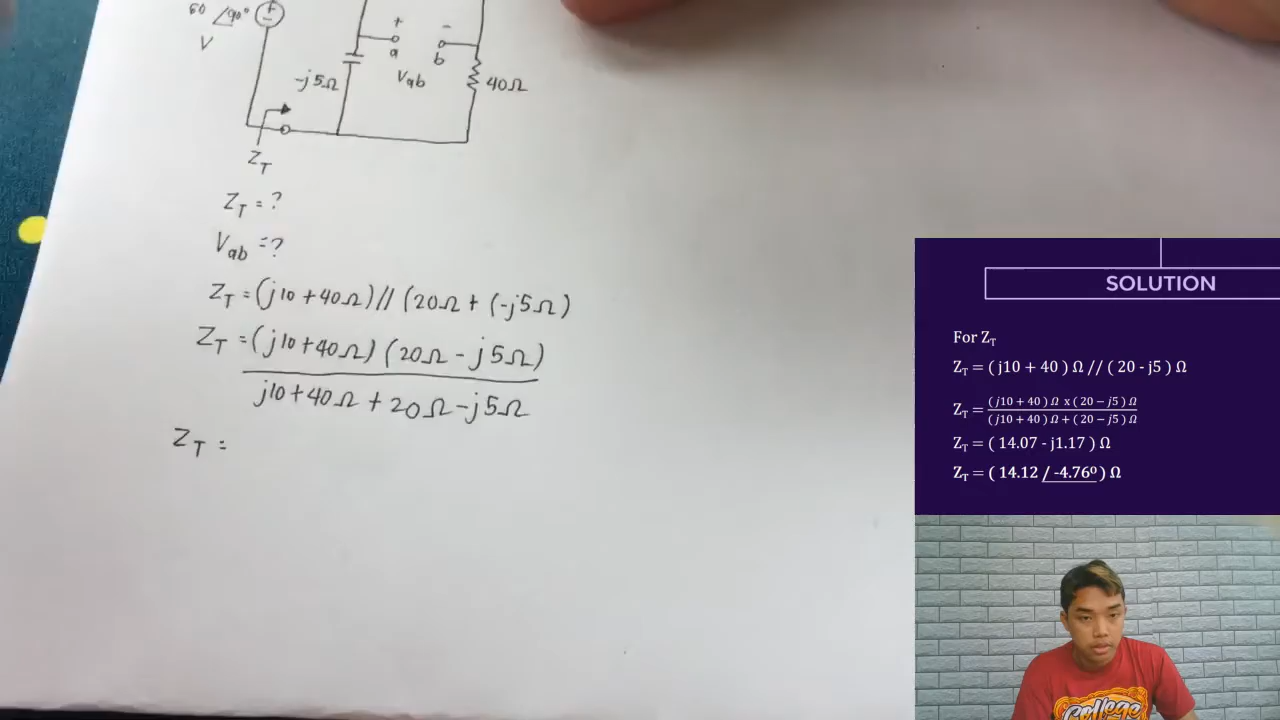 60 /90°
V
+
-
a
b
Vab
-j5Ω
40Ω
ZT
ZT = ?
Vab = ?
ZT = (j10 + 40Ω) // (20Ω + (-j5Ω)
ZT = (j10 + 40Ω) (20Ω - j5Ω)
j10 + 40Ω + 20Ω - j5Ω
ZT =
SOLUTION
For ZT
ZT = ( j10 + 40 ) Ω // ( 20 - j5 ) Ω
ZT = ( j10 + 40 ) Ω x ( 20 − j5 ) Ω
( j10 + 40 ) Ω + ( 20 − j5 ) Ω
ZT = ( 14.07 - j1.17 ) Ω
ZT = ( 14.12 / -4.76º ) Ω
College